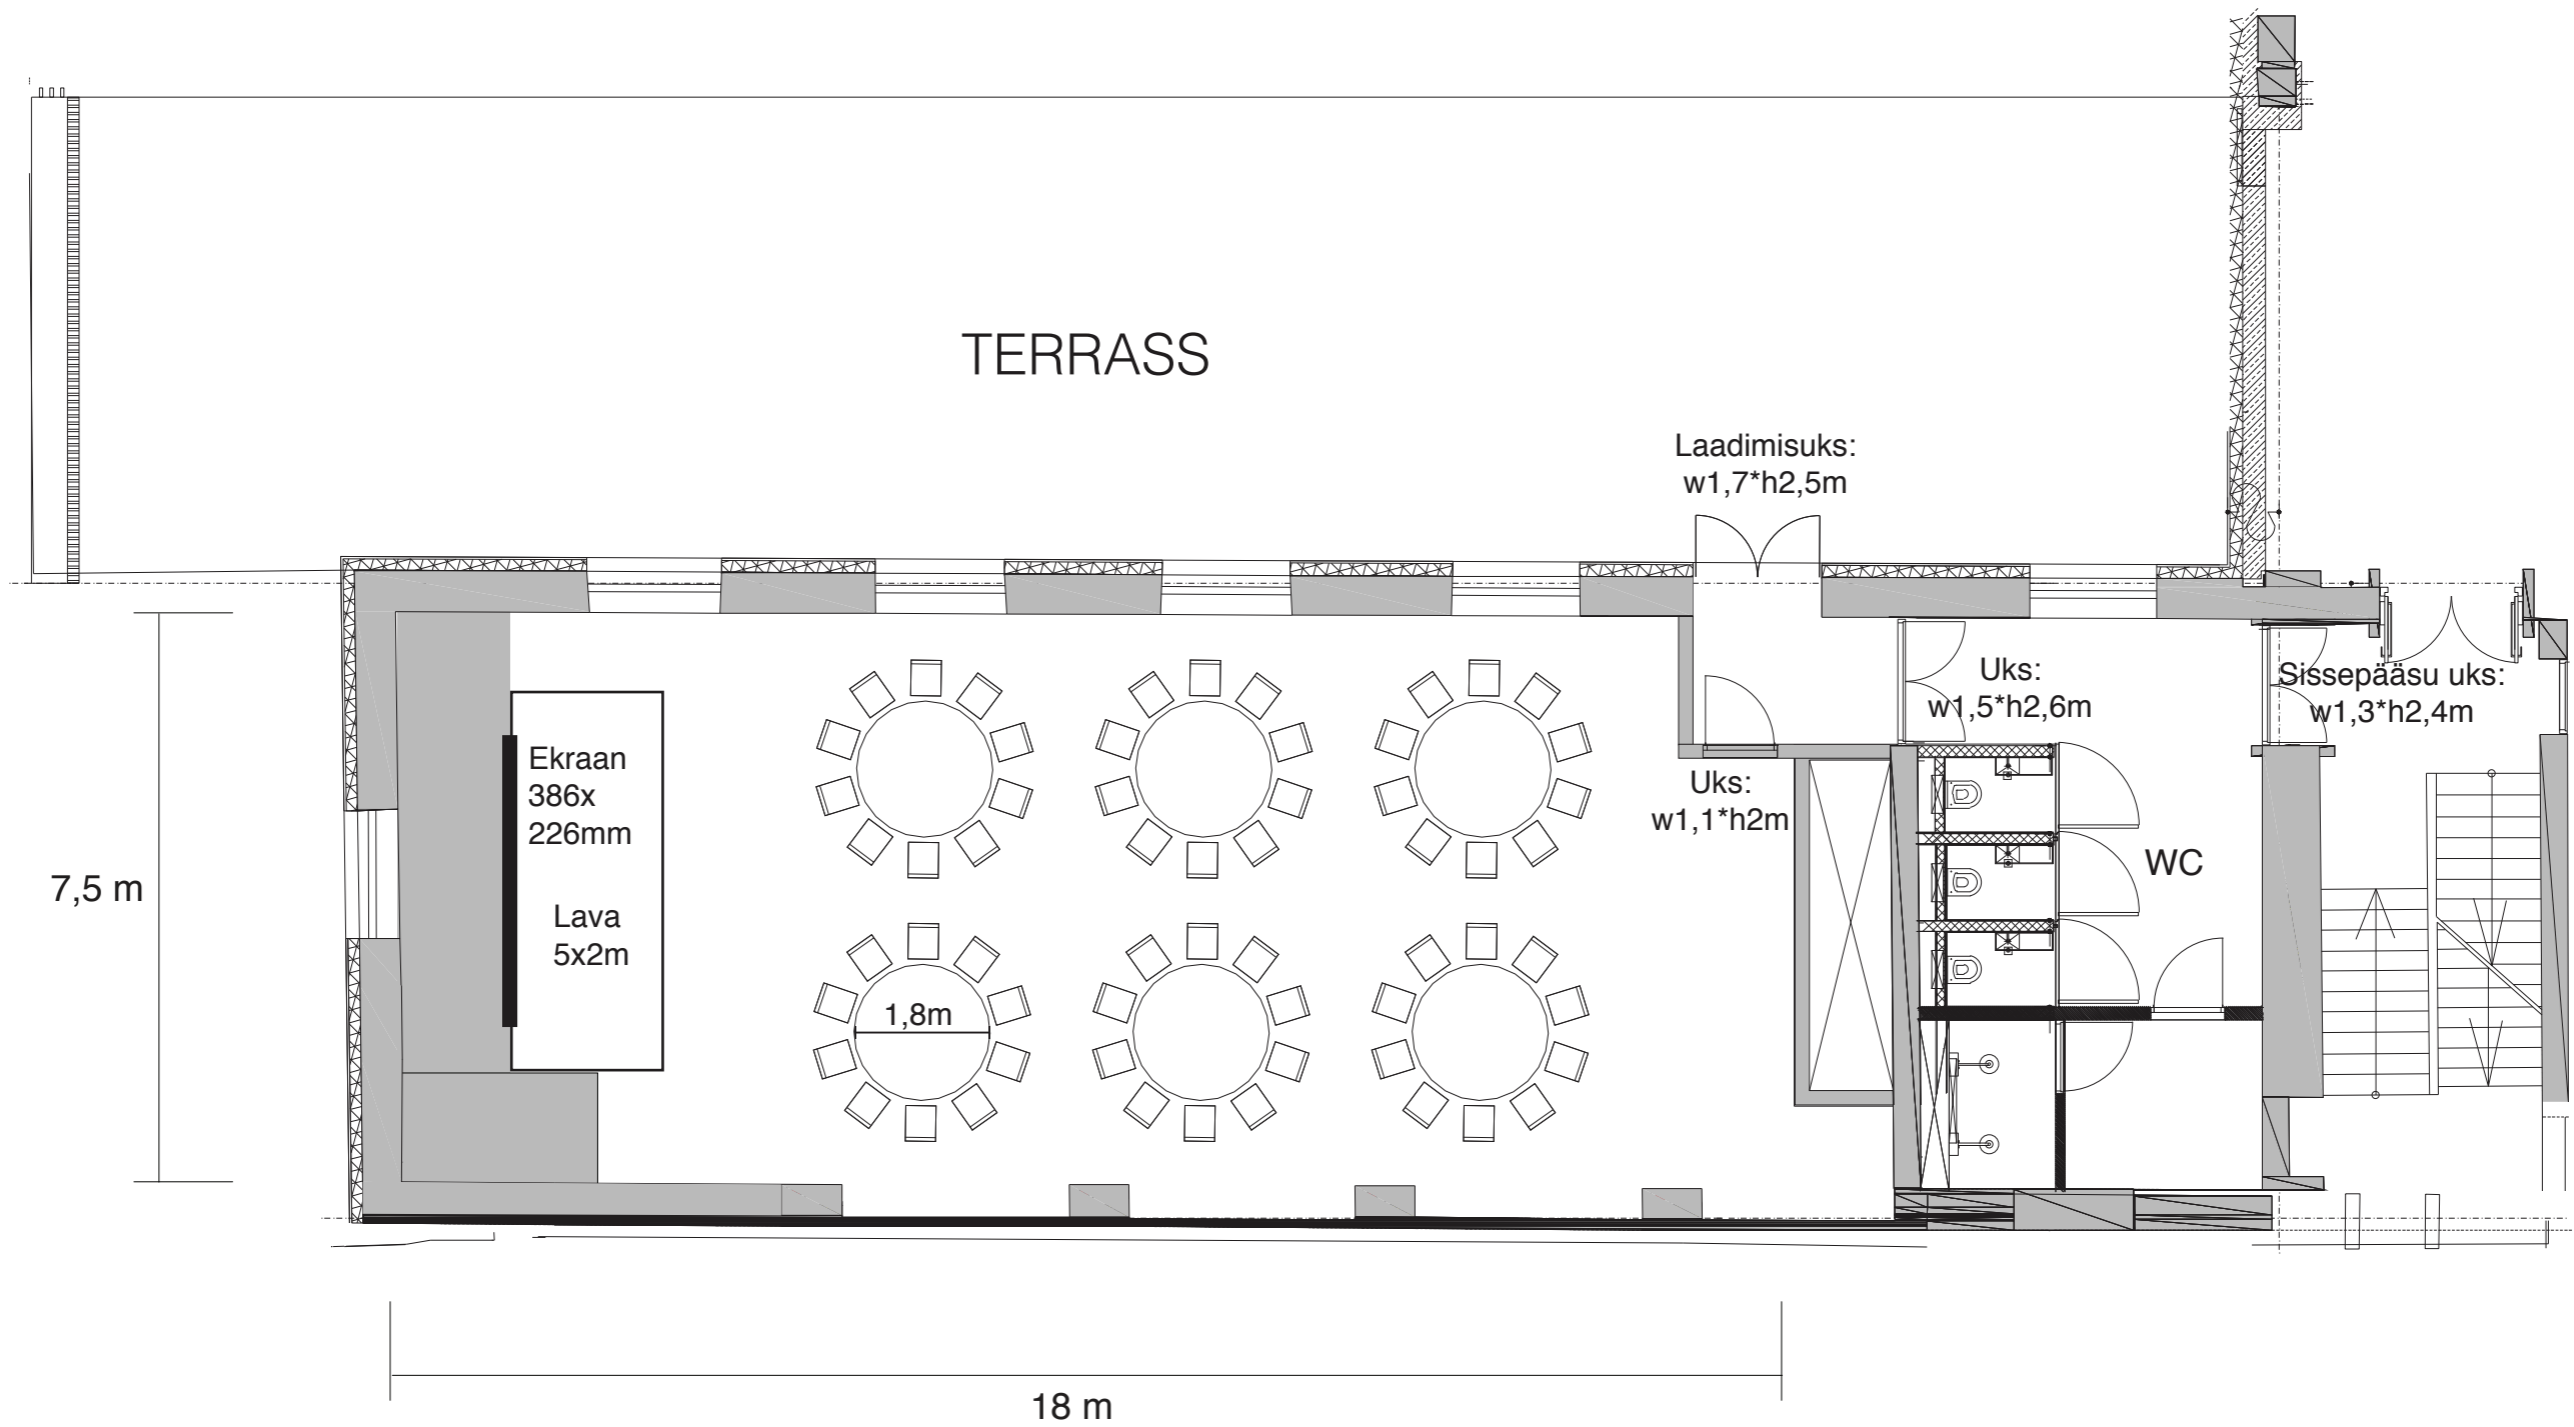 TERRASS
Laadimisuks:
w1,7*h2,5m
Uks:
w1,5*h2,6m
Sissepääsu uks:
w1,3*h2,4m
Ekraan
386x
226mm
Uks:
w1,1*h2m
WC
7,5 m
Lava
5x2m
1,8m
18 m